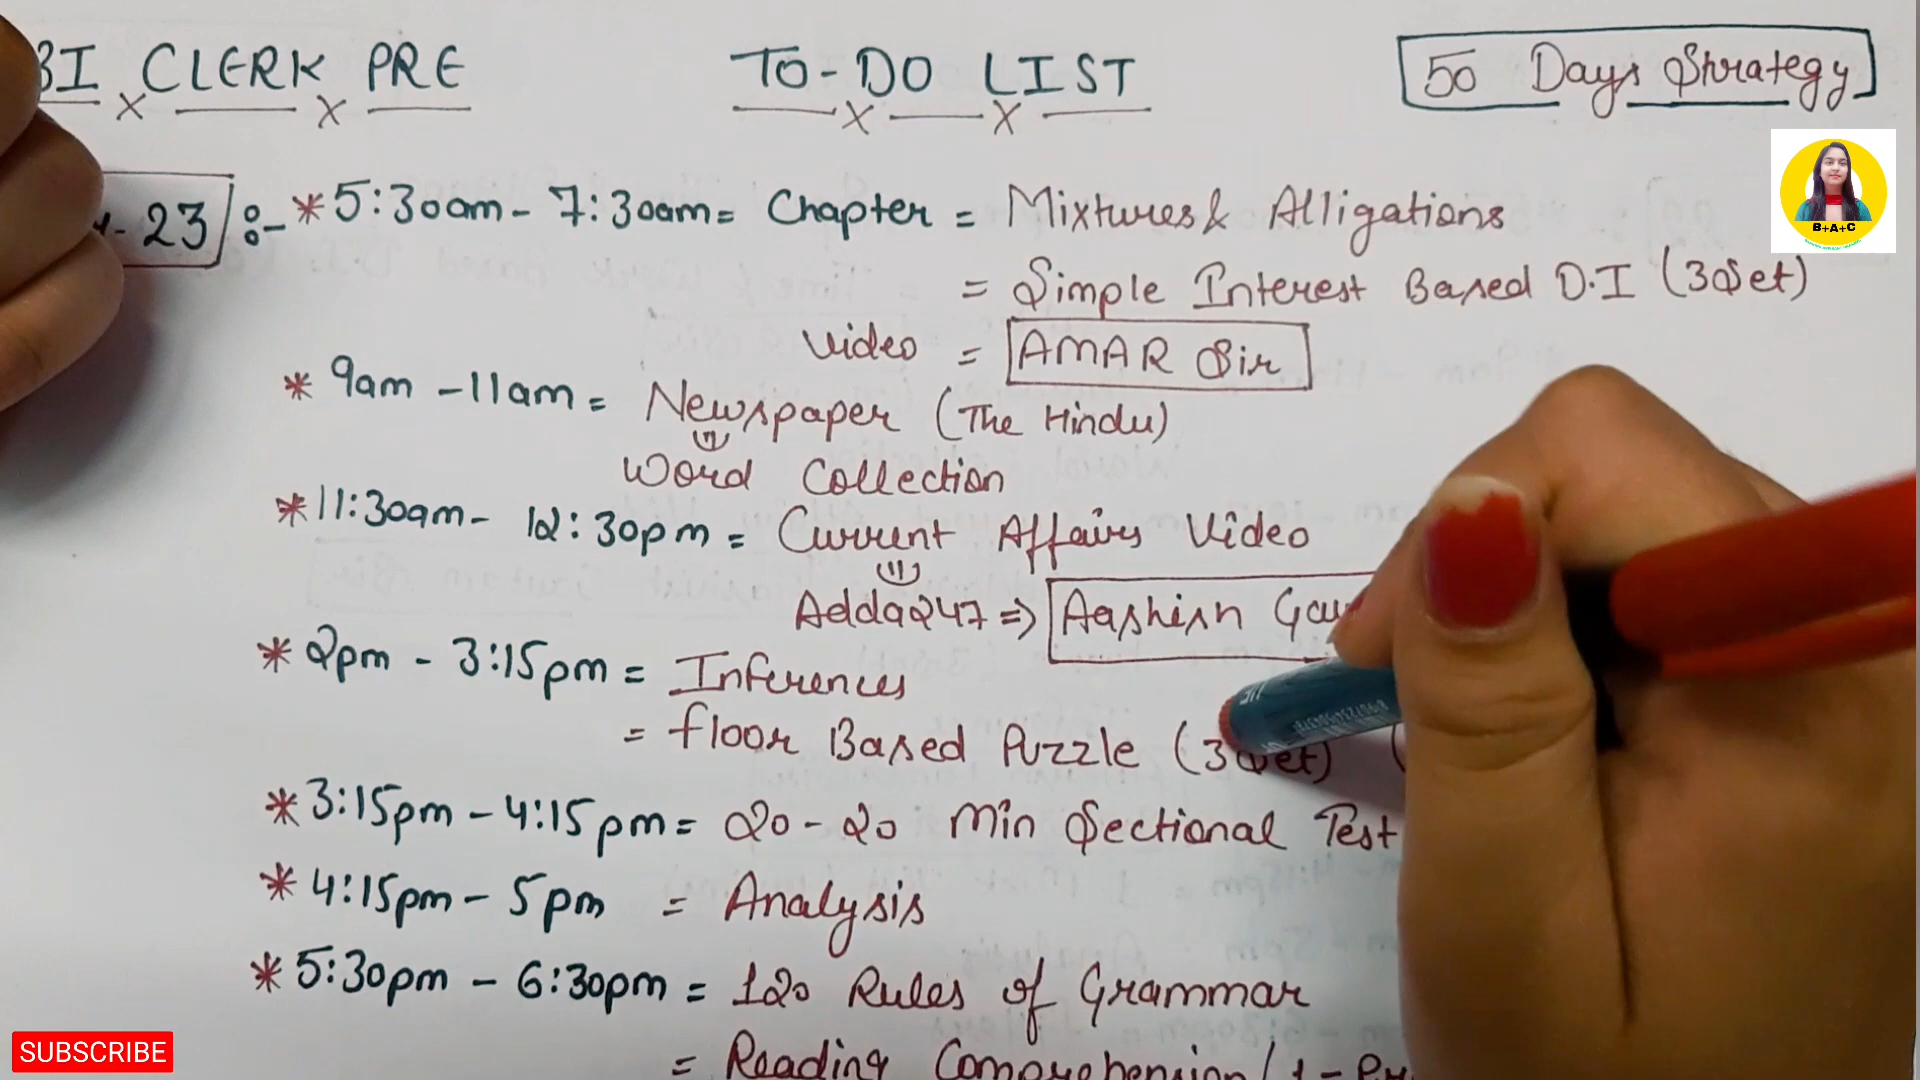 BI CLERK PRE TO-DO LIST 50 Days Strategy
23 :- * 5:30am - 7:30am = Chapter = Mixtures & Alligations
= Simple Interest Based D.I (30Set)
Video = AMAR Sir
* 9am - 11am = Newspaper (The Hindu)
Word Collection
* 11:30am - 12:30pm = Current Affairs Video
Adda247 => Aashish
* 2pm - 3:15pm = Inferences
= Floor Based Puzzle (30Set)
* 3:15pm - 4:15pm = 20-20 Min Sectional Test
* 4:15pm - 5pm = Analysis
* 5:30pm - 6:30pm = 120 Rules of Grammar
= Reading Comprehension
B+A+C
SUBSCRIBE